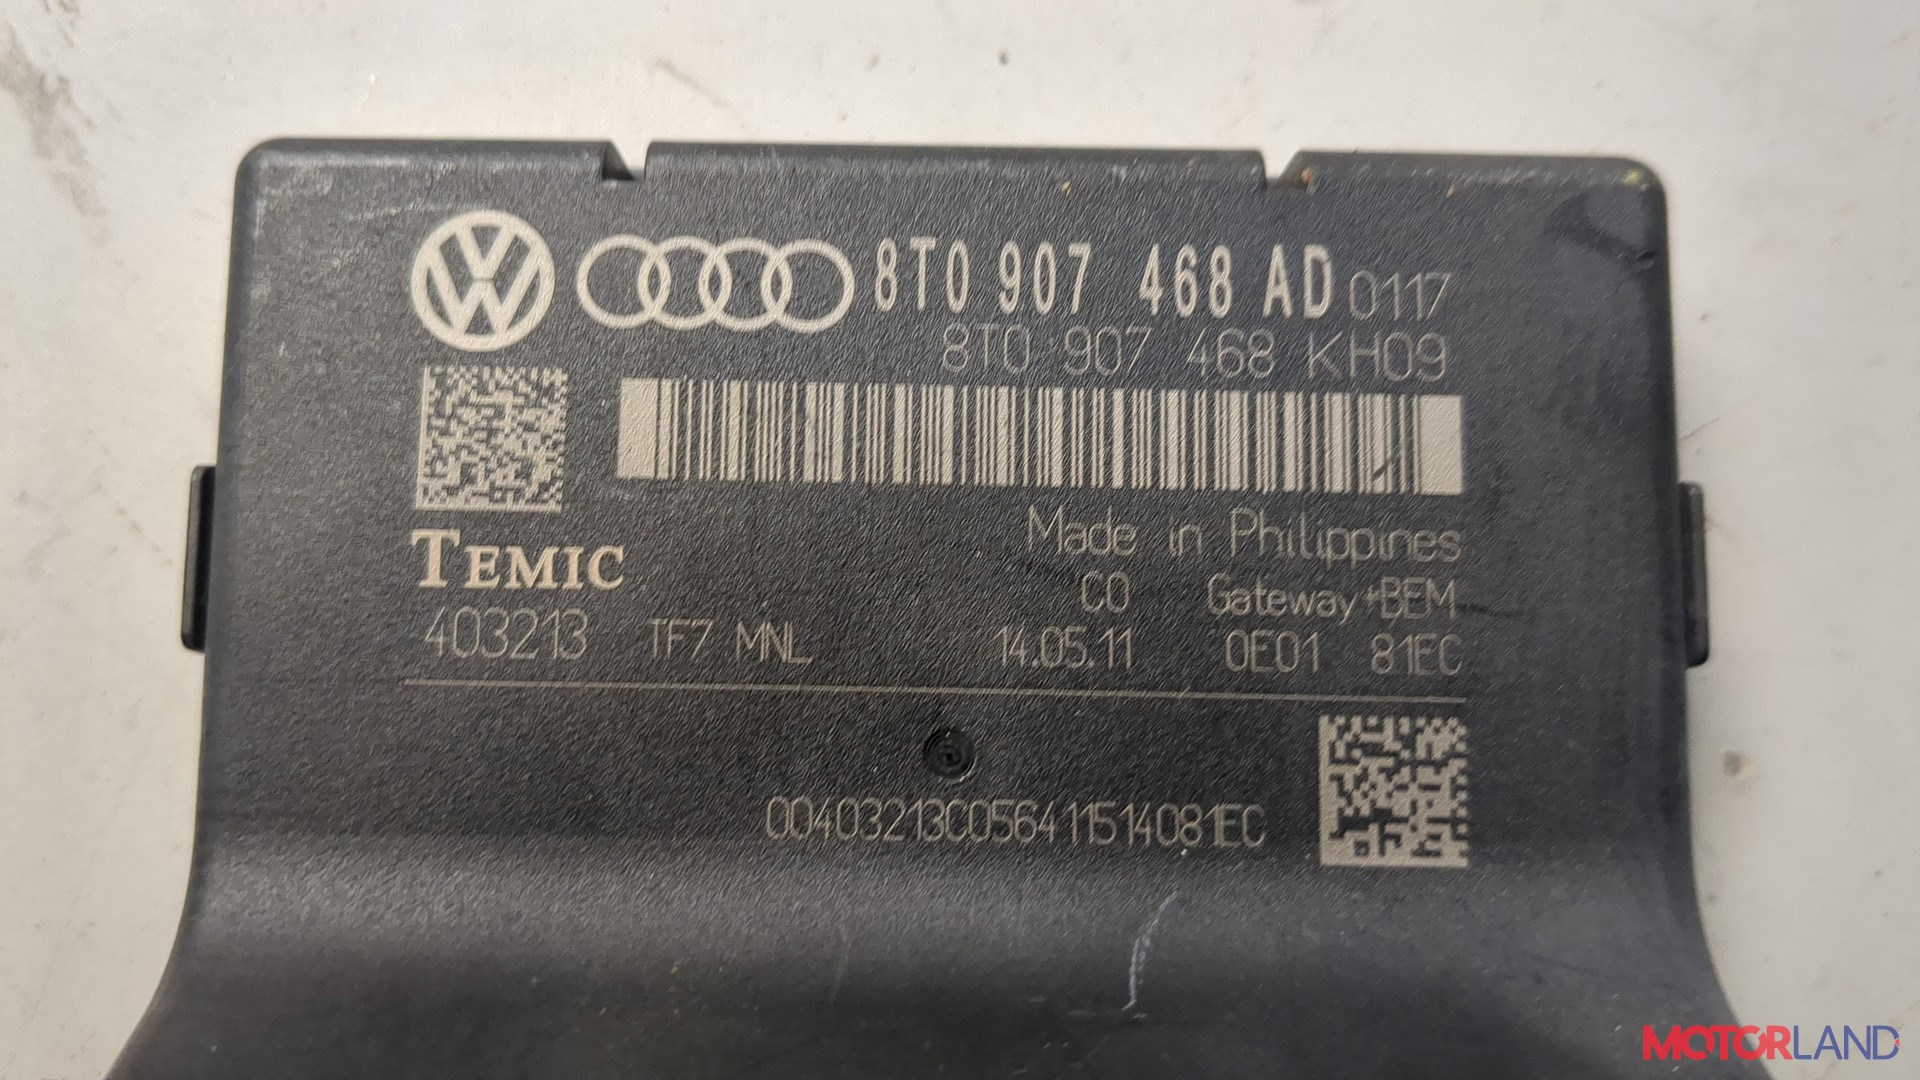 8T0 907 468 AD 0117
8T0 907 468 KH09
TEMIC
Made in Philippines
C0 Gateway+BEM
403213 TF7 MNL 14.05.11 0E01 81EC
00403213C056411514081EC
MOTORLAND